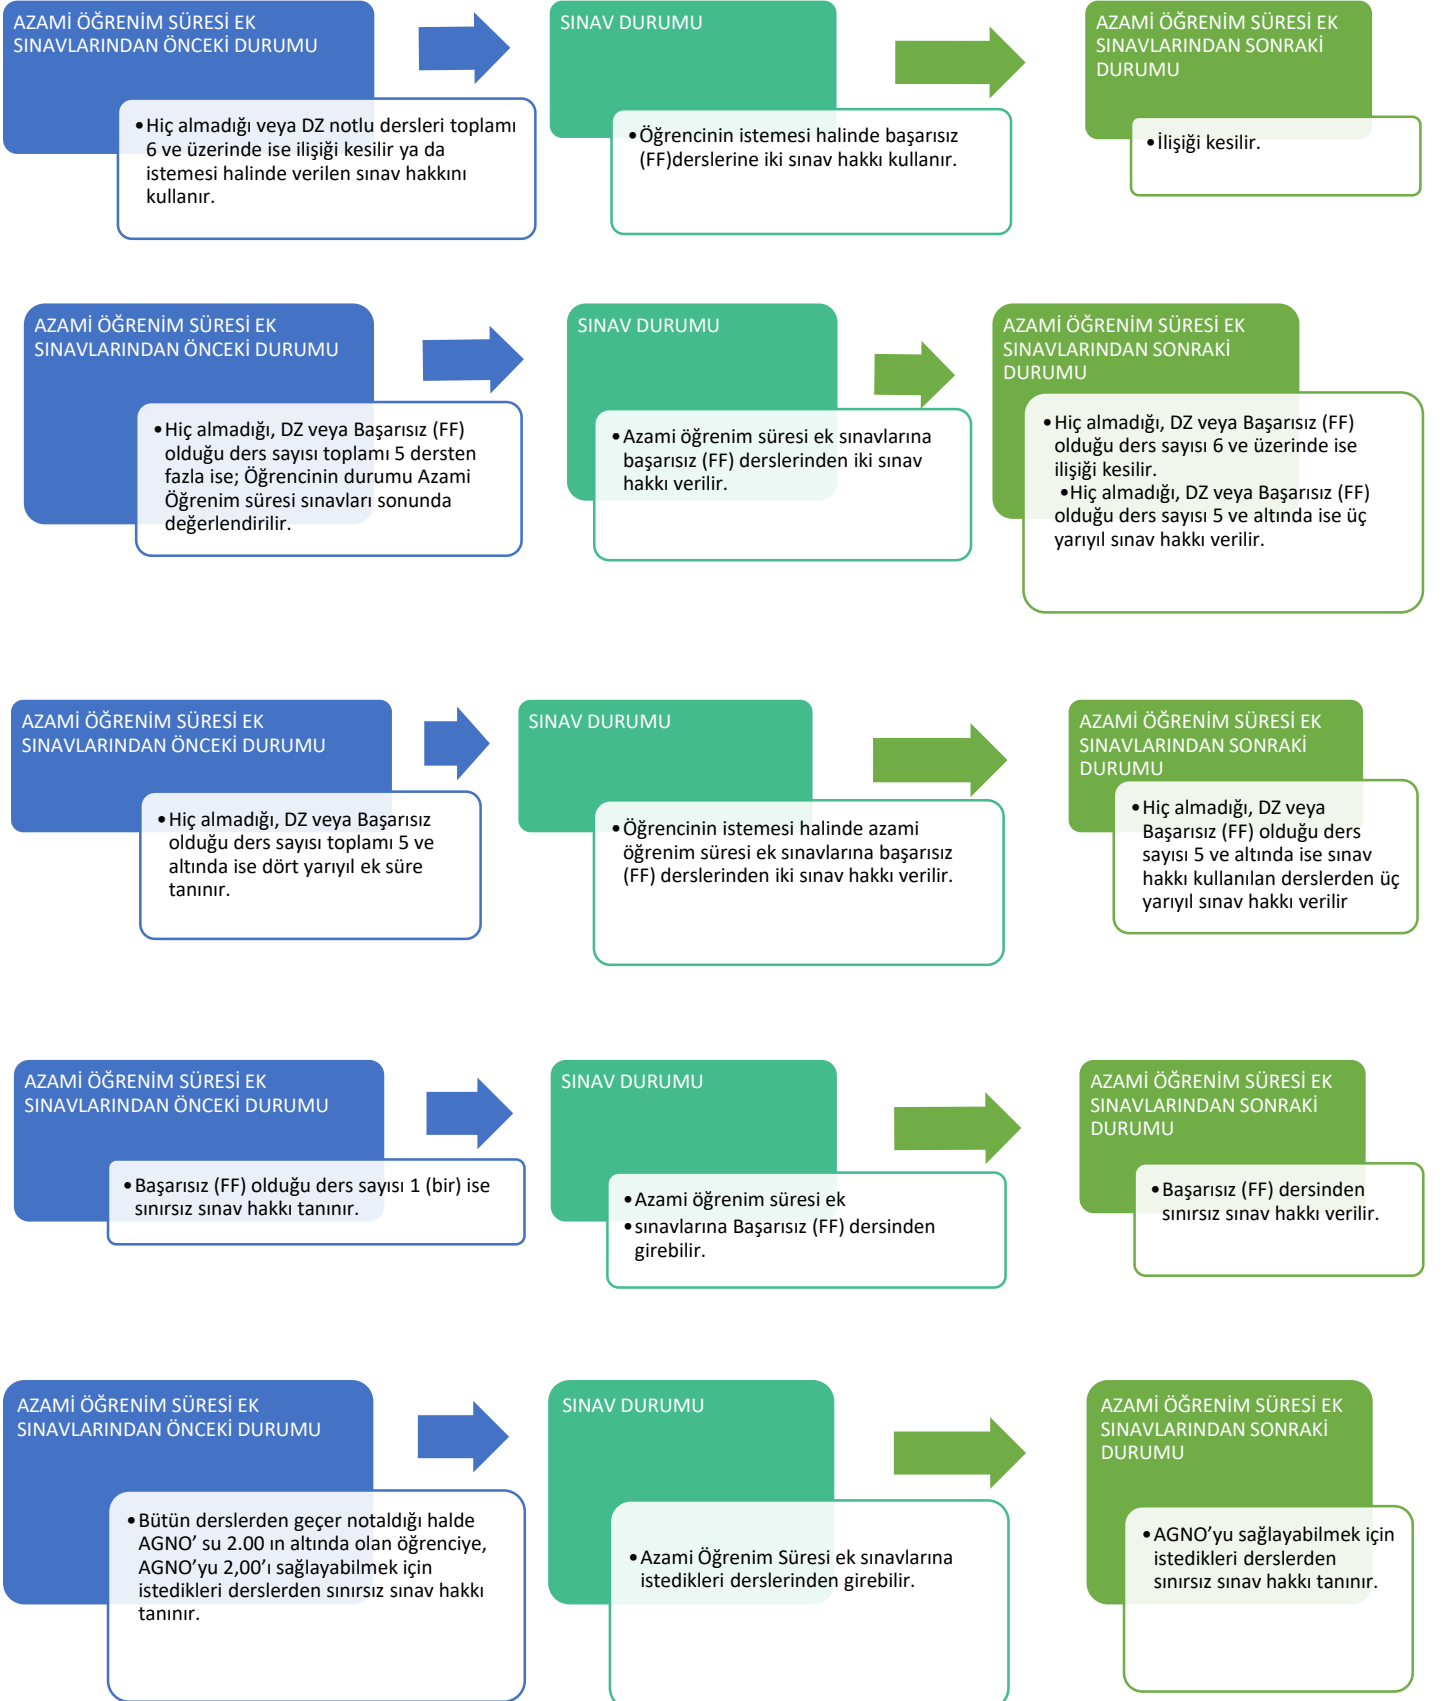 AZAMİ ÖĞRENİM SÜRESİ EK
SINAVLARINDAN ÖNCEKİ DURUMU
•Hiç almadığı veya DZ notlu dersleri toplamı
6 ve üzerinde ise ilişiği kesilir ya da
istemesi halinde verilen sınav hakkını
kullanır.
SINAV DURUMU
•Öğrencinin istemesi halinde başarısız
(FF)derslerine iki sınav hakkı kullanır.
AZAMİ ÖĞRENİM SÜRESİ EK
SINAVLARINDAN SONRAKİ
DURUMU
•İlişiği kesilir.
AZAMİ ÖĞRENİM SÜRESİ EK
SINAVLARINDAN ÖNCEKİ DURUMU
•Hiç almadığı, DZ veya Başarısız (FF)
olduğu ders sayısı toplamı 5 dersten
fazla ise; Öğrencinin durumu Azami
Öğrenim süresi sınavları sonunda
değerlendirilir.
SINAV DURUMU
•Azami öğrenim süresi ek sınavlarına
başarısız (FF) derslerinden iki sınav
hakkı verilir.
AZAMİ ÖĞRENİM SÜRESİ EK
SINAVLARINDAN SONRAKİ
DURUMU
•Hiç almadığı, DZ veya Başarısız (FF)
olduğu ders sayısı 6 ve üzerinde ise
ilişiği kesilir.
•Hiç almadığı, DZ veya Başarısız (FF)
olduğu ders sayısı 5 ve altında ise üç
yarıyıl sınav hakkı verilir.
AZAMİ ÖĞRENİM SÜRESİ EK
SINAVLARINDAN ÖNCEKİ DURUMU
•Hiç almadığı, DZ veya Başarısız
olduğu ders sayısı toplamı 5 ve
altında ise dört yarıyıl ek süre
tanınır.
SINAV DURUMU
•Öğrencinin istemesi halinde azami
öğrenim süresi ek sınavlarına başarısız
(FF) derslerinden iki sınav hakkı verilir.
AZAMİ ÖĞRENİM SÜRESİ EK
SINAVLARINDAN SONRAKİ
DURUMU
•Hiç almadığı, DZ veya
Başarısız (FF) olduğu ders
sayısı 5 ve altında ise sınav
hakkı kullanılan derslerden üç
yarıyıl sınav hakkı verilir
AZAMİ ÖĞRENİM SÜRESİ EK
SINAVLARINDAN ÖNCEKİ DURUMU
•Başarısız (FF) olduğu ders sayısı 1 (bir) ise
sınırsız sınav hakkı tanınır.
SINAV DURUMU
•Azami öğrenim süresi ek
•sınavlarına Başarısız (FF) dersinden
girebilir.
AZAMİ ÖĞRENİM SÜRESİ EK
SINAVLARINDAN SONRAKİ
DURUMU
•Başarısız (FF) dersinden
sınırsız sınav hakkı verilir.
AZAMİ ÖĞRENİM SÜRESİ EK
SINAVLARINDAN ÖNCEKİ DURUMU
•Bütün derslerden geçer notaldığı halde
AGNO’ su 2.00 ın altında olan öğrenciye,
AGNO’yu 2,00’ı sağlayabilmek için
istedikleri derslerden sınırsız sınav hakkı
tanınır.
SINAV DURUMU
•Azami Öğrenim Süresi ek sınavlarına
istedikleri derslerinden girebilir.
AZAMİ ÖĞRENİM SÜRESİ EK
SINAVLARINDAN SONRAKİ
DURUMU
•AGNO’yu sağlayabilmek için
istedikleri derslerden
sınırsız sınav hakkı tanınır.